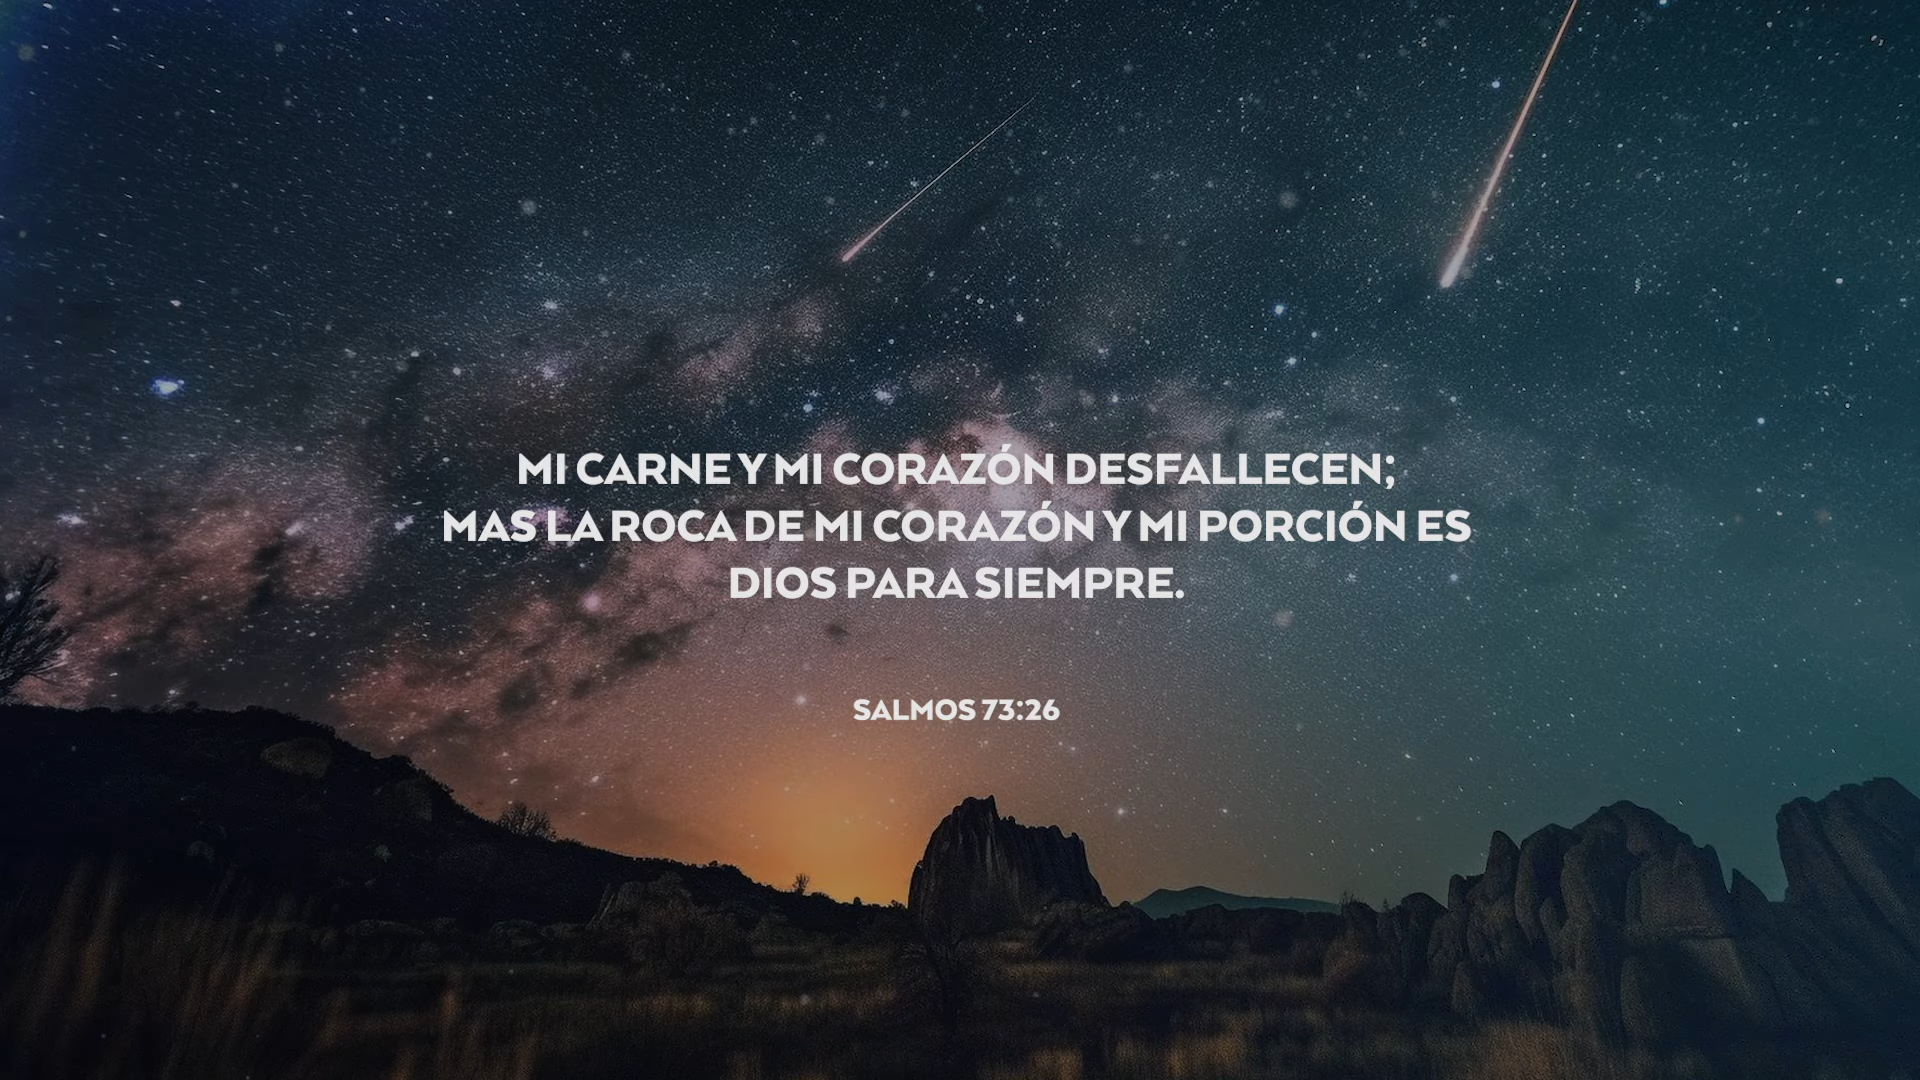 MI CARNE Y MI CORAZÓN DESFALLECEN;
MAS LA ROCA DE MI CORAZÓN Y MI PORCIÓN ES
DIOS PARA SIEMPRE.
SALMOS 73:26